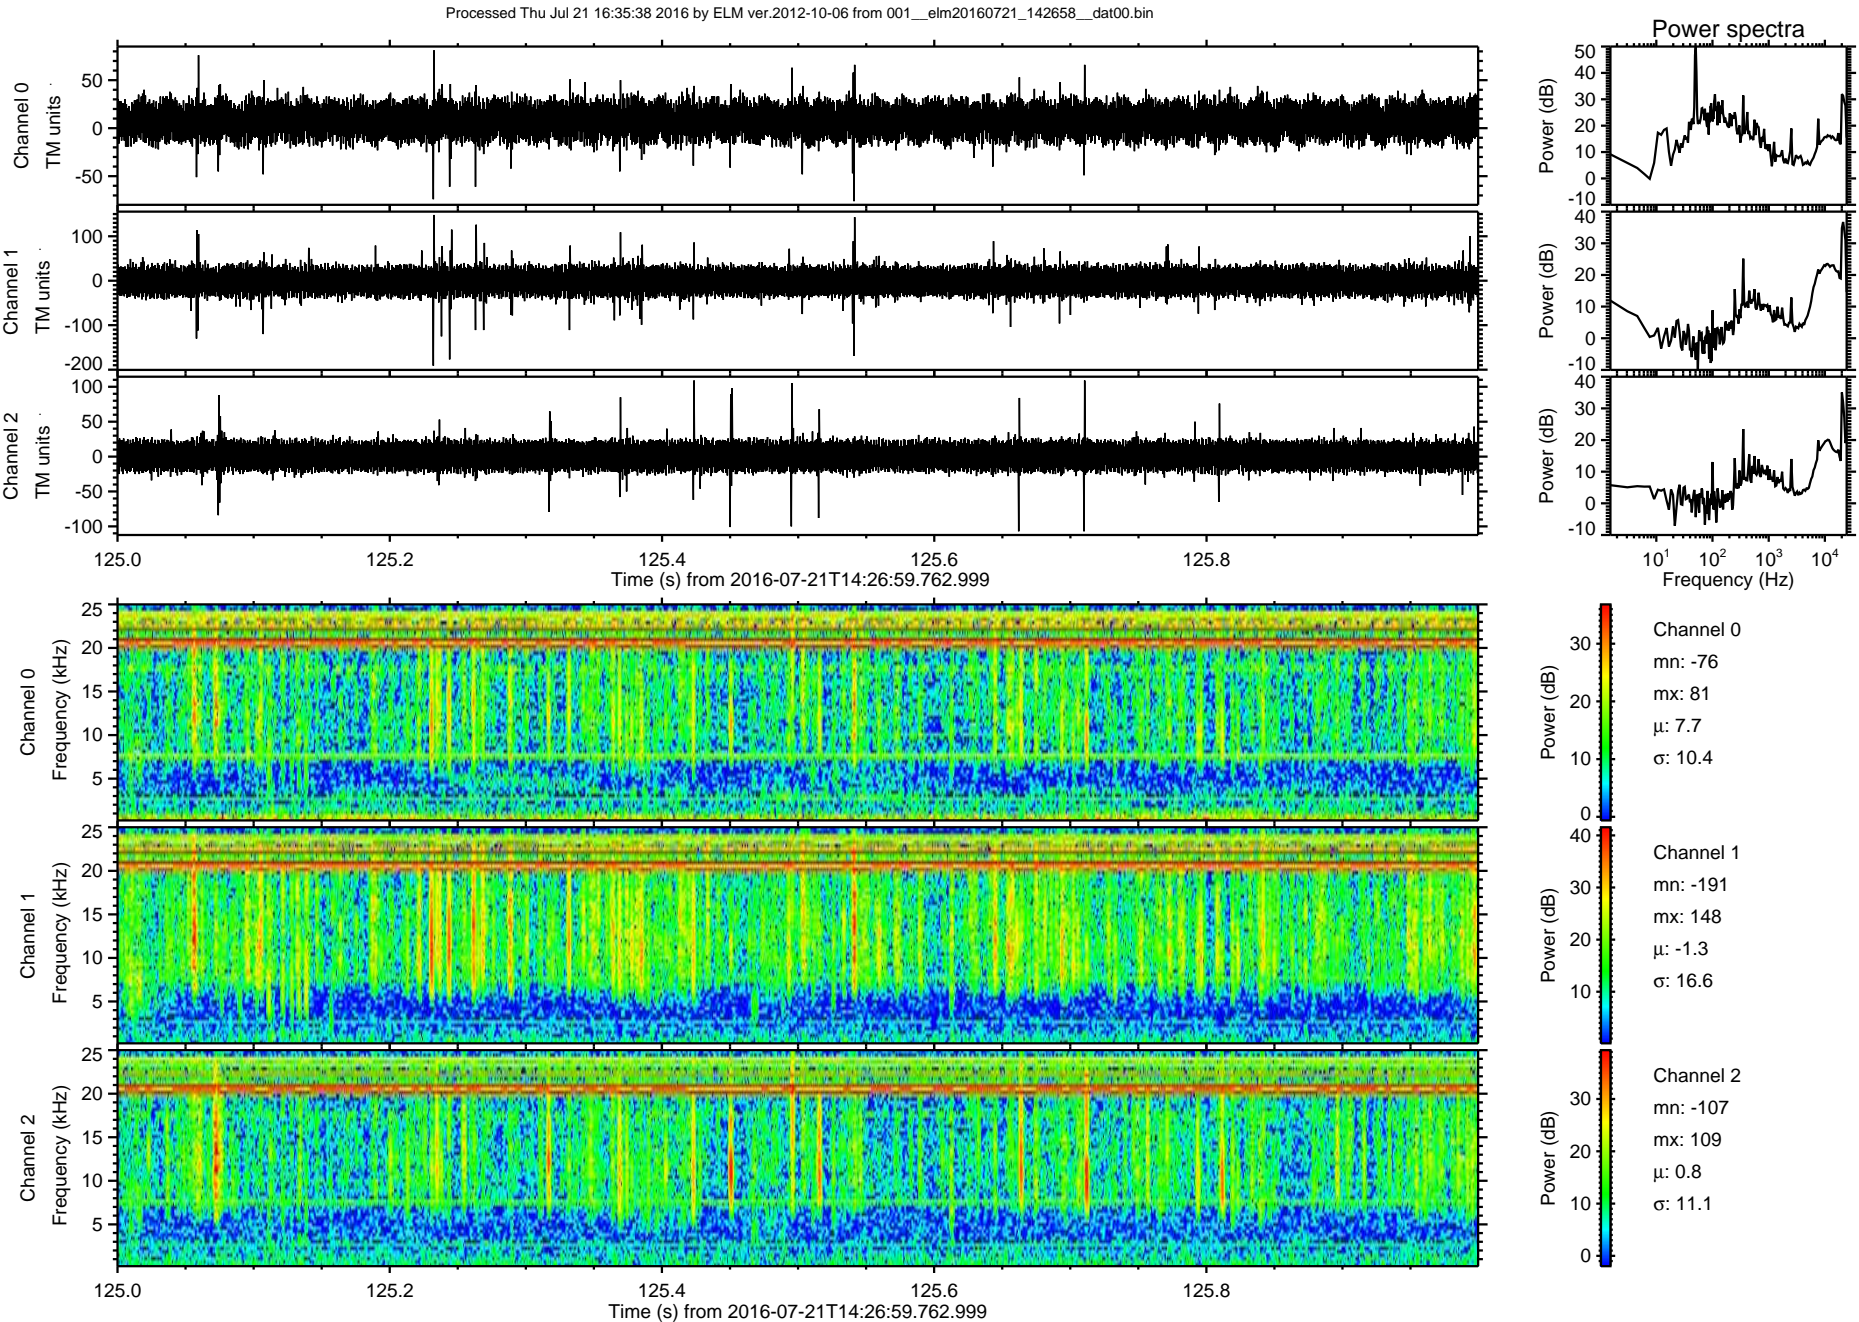 Processed Thu Jul 21 16:35:38 2016 by ELM ver.2012-10-06 from 001__elm20160721_142658__dat00.bin
Power spectra
Channel 0
TM units
50
0
-50
Power (dB)
50
40
30
20
10
0
-10
Channel 1
TM units
100
0
-100
-200
Power (dB)
40
30
20
10
0
-10
Channel 2
TM units
100
50
0
-50
-100
Power (dB)
40
30
20
10
0
-10
125.0 125.2 125.4 125.6 125.8
Time (s) from 2016-07-21T14:26:59.762.999
10¹ 10² 10³ 10⁴
Frequency (Hz)
Channel 0
Frequency (kHz)
25
20
15
10
5
Power (dB)
30
20
10
0
Channel 0
mn: -76
mx: 81
μ: 7.7
σ: 10.4
Channel 1
Frequency (kHz)
25
20
15
10
5
Power (dB)
40
30
20
10
Channel 1
mn: -191
mx: 148
μ: -1.3
σ: 16.6
Channel 2
Frequency (kHz)
25
20
15
10
5
Power (dB)
30
20
10
0
Channel 2
mn: -107
mx: 109
μ: 0.8
σ: 11.1
125.0 125.2 125.4 125.6 125.8
Time (s) from 2016-07-21T14:26:59.762.999